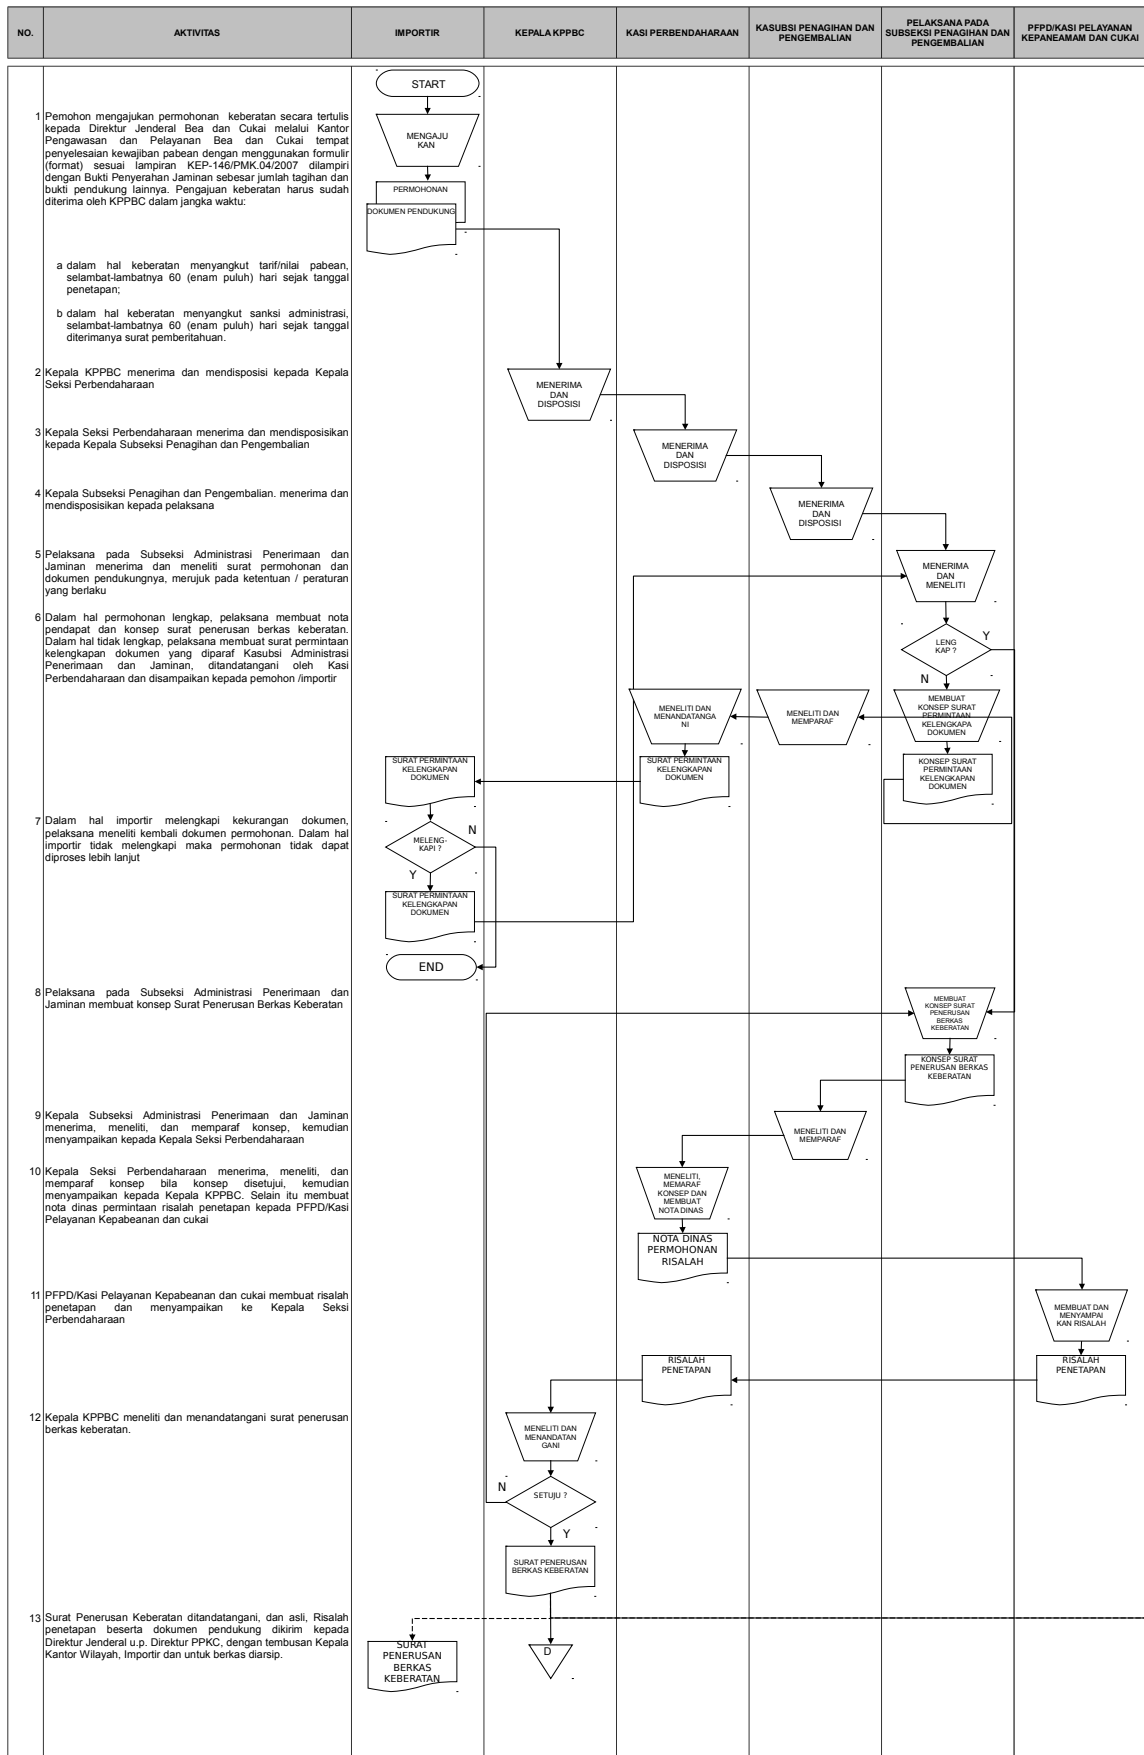 NO.
AKTIVITAS
IMPORTIR
KEPALA KPPBC
KASI PERBENDAHARAAN
KASUBSI PENAGIHAN DAN
PENGEMBALIAN
PELAKSANA PADA
SUBSEKSI PENAGIHAN DAN
PENGEMBALIAN
PFPD/KASI PELAYANAN
KEPANEAMAM DAN CUKAI
START
1 Pemohon mengajukan permohonan keberatan secara tertulis
kepada Direktur Jenderal Bea dan Cukai melalui Kantor
Pengawasan dan Pelayanan Bea dan Cukai tempat
penyelesaian kewajiban pabean dengan menggunakan formulir
(format) sesuai lampiran KEP-146/PMK.04/2007 dilampiri
dengan Bukti Penyerahan Jaminan sebesar jumlah tagihan dan
bukti pendukung lainnya. Pengajuan keberatan harus sudah
diterima oleh KPPBC dalam jangka waktu:
MENGAJU
KAN
PERMOHONAN
DOKUMEN PENDUKUNG
a dalam hal keberatan menyangkut tarif/nilai pabean,
selambat-lambatnya 60 (enam puluh) hari sejak tanggal
penetapan;
b dalam hal keberatan menyangkut sanksi administrasi,
selambat-lambatnya 60 (enam puluh) hari sejak tanggal
diterimanya surat pemberitahuan.
2 Kepala KPPBC menerima dan mendisposisi kepada Kepala
Seksi Perbendaharaan
MENERIMA
DAN
DISPOSISI
3 Kepala Seksi Perbendaharaan menerima dan mendisposisikan
kepada Kepala Subseksi Penagihan dan Pengembalian
MENERIMA
DAN
DISPOSISI
4 Kepala Subseksi Penagihan dan Pengembalian. menerima dan
mendisposisikan kepada pelaksana
MENERIMA
DAN
DISPOSISI
5 Pelaksana pada Subseksi Administrasi Penerimaan dan
Jaminan menerima dan meneliti surat permohonan dan
dokumen pendukungnya, merujuk pada ketentuan / peraturan
yang berlaku
MENERIMA
DAN
MENELITI
6 Dalam hal permohonan lengkap, pelaksana membuat nota
pendapat dan konsep surat penerusan berkas keberatan.
Dalam hal tidak lengkap, pelaksana membuat surat permintaan
kelengkapan dokumen yang diparaf Kasubsi Administrasi
Penerimaan dan Jaminan, ditandatangani oleh Kasi
Perbendaharaan dan disampaikan kepada pemohon /importir
LENG
KAP ?
Y
N
MEMBUAT
KONSEP SURAT
PERMINTAAN
KELENGKAPA
DOKUMEN
MENELITI DAN
MEMPARAF
MENELITI DAN
MENANDATANGA
NI
KONSEP SURAT
PERMINTAAN
KELENGKAPAN
DOKUMEN
SURAT PERMINTAAN
KELENGKAPAN
DOKUMEN
SURAT PERMINTAAN
KELENGKAPAN
DOKUMEN
7 Dalam hal importir melengkapi kekurangan dokumen,
pelaksana meneliti kembali dokumen permohonan. Dalam hal
importir tidak melengkapi maka permohonan tidak dapat
diproses lebih lanjut
MELENG-
KAPI ?
N
Y
SURAT PERMINTAAN
KELENGKAPAN
DOKUMEN
END
8 Pelaksana pada Subseksi Administrasi Penerimaan dan
Jaminan membuat konsep Surat Penerusan Berkas Keberatan
MEMBUAT
KONSEP SURAT
PENERUSAN
BERKAS
KEBERATAN
KONSEP SURAT
PENERUSAN BERKAS
KEBERATAN
9 Kepala Subseksi Administrasi Penerimaan dan Jaminan
menerima, meneliti, dan memparaf konsep, kemudian
menyampaikan kepada Kepala Seksi Perbendaharaan
MENELITI DAN
MEMPARAF
10 Kepala Seksi Perbendaharaan menerima, meneliti, dan
memparaf konsep bila konsep disetujui, kemudian
menyampaikan kepada Kepala KPPBC. Selain itu membuat
nota dinas permintaan risalah penetapan kepada PFPD/Kasi
Pelayanan Kepabeanan dan cukai
MENELITI,
MEMARAF
KONSEP DAN
MEMBUAT
NOTA DINAS
NOTA DINAS
PERMOHONAN
RISALAH
11 PFPD/Kasi Pelayanan Kepabeanan dan cukai membuat risalah
penetapan dan menyampaikan ke Kepala Seksi
Perbendaharaan
MEMBUAT DAN
MENYAMPAI
KAN RISALAH
RISALAH
PENETAPAN
RISALAH
PENETAPAN
12 Kepala KPPBC meneliti dan menandatangani surat penerusan
berkas keberatan.
MENELITI DAN
MENANDATAN
GANI
N
SETUJU ?
Y
SURAT PENERUSAN
BERKAS KEBERATAN
13 Surat Penerusan Keberatan ditandatangani, dan asli, Risalah
penetapan beserta dokumen pendukung dikirim kepada
Direktur Jenderal u.p. Direktur PPKC, dengan tembusan Kepala
Kantor Wilayah, Importir dan untuk berkas diarsip.
SURAT
PENERUSAN
BERKAS
KEBERATAN
D